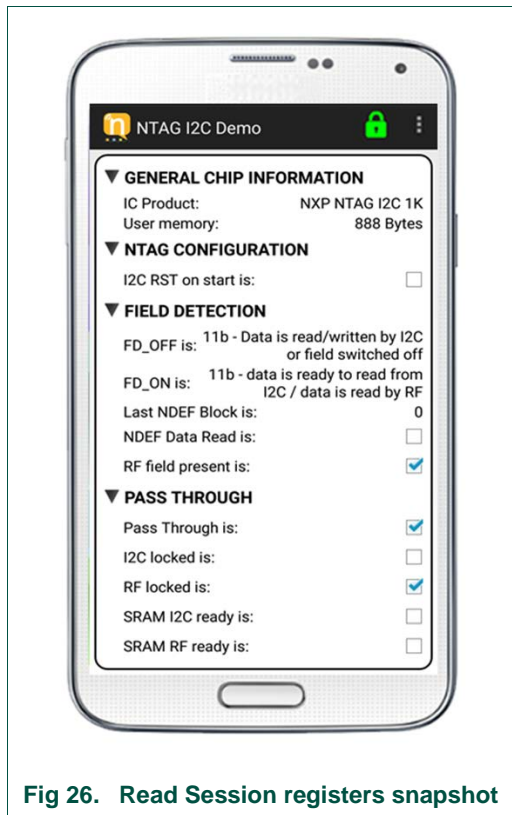 n
NTAG I2C Demo
GENERAL CHIP INFORMATION
IC Product: NXP NTAG I2C 1K
User memory: 888 Bytes
NTAG CONFIGURATION
I2C RST on start is:
FIELD DETECTION
FD_OFF is: 11b - Data is read/written by I2C
or field switched off
FD_ON is: 11b - data is ready to read from
I2C / data is read by RF
Last NDEF Block is: 0
NDEF Data Read is:
RF field present is:
PASS THROUGH
Pass Through is:
I2C locked is:
RF locked is:
SRAM I2C ready is:
SRAM RF ready is:
Fig 26. Read Session registers snapshot